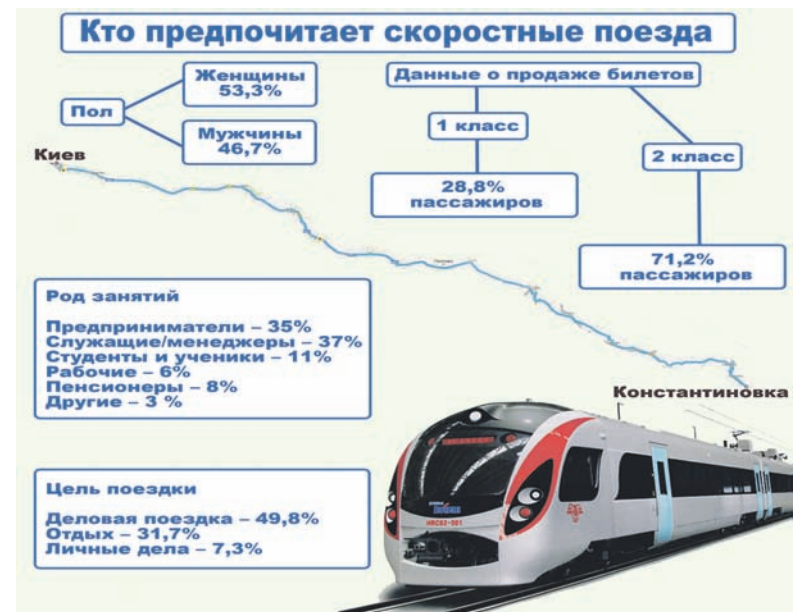 Кто предпочитает скоростные поезда
Пол
Женщины
53,3%
Мужчины
46,7%
Данные о продаже билетов
1 класс
28,8%
пассажиров
2 класс
71,2%
пассажиров
Киев
Константиновка
Род занятий
Предприниматели – 35%
Служащие/менеджеры – 37%
Студенты и ученики – 11%
Рабочие – 6%
Пенсионеры – 8%
Другие – 3 %
Цель поездки
Деловая поездка – 49,8%
Отдых – 31,7%
Личные дела – 7,3%
HRCS2-001